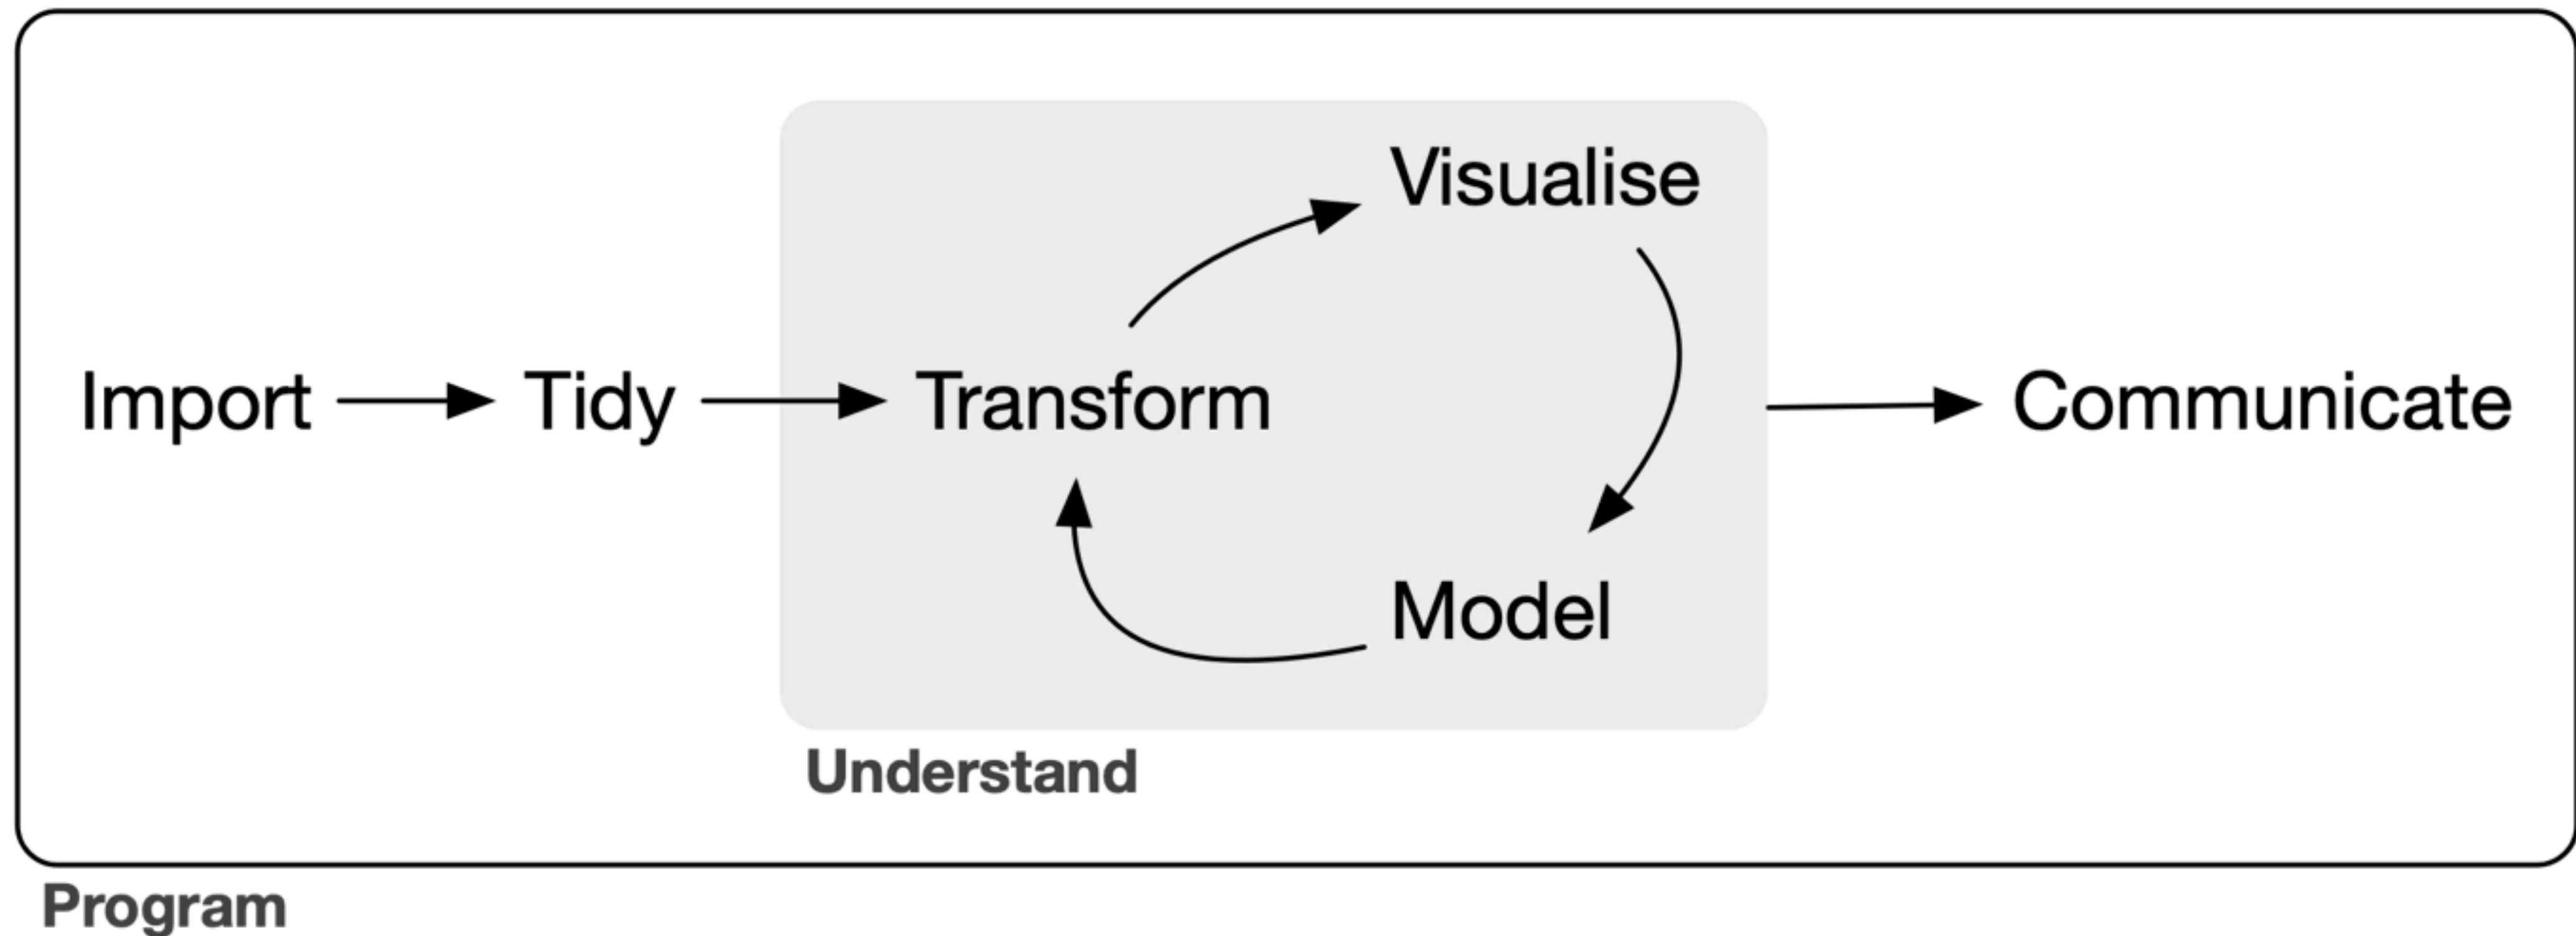 Visualise
Import
Tidy
Transform
Communicate
Model
Understand
Program